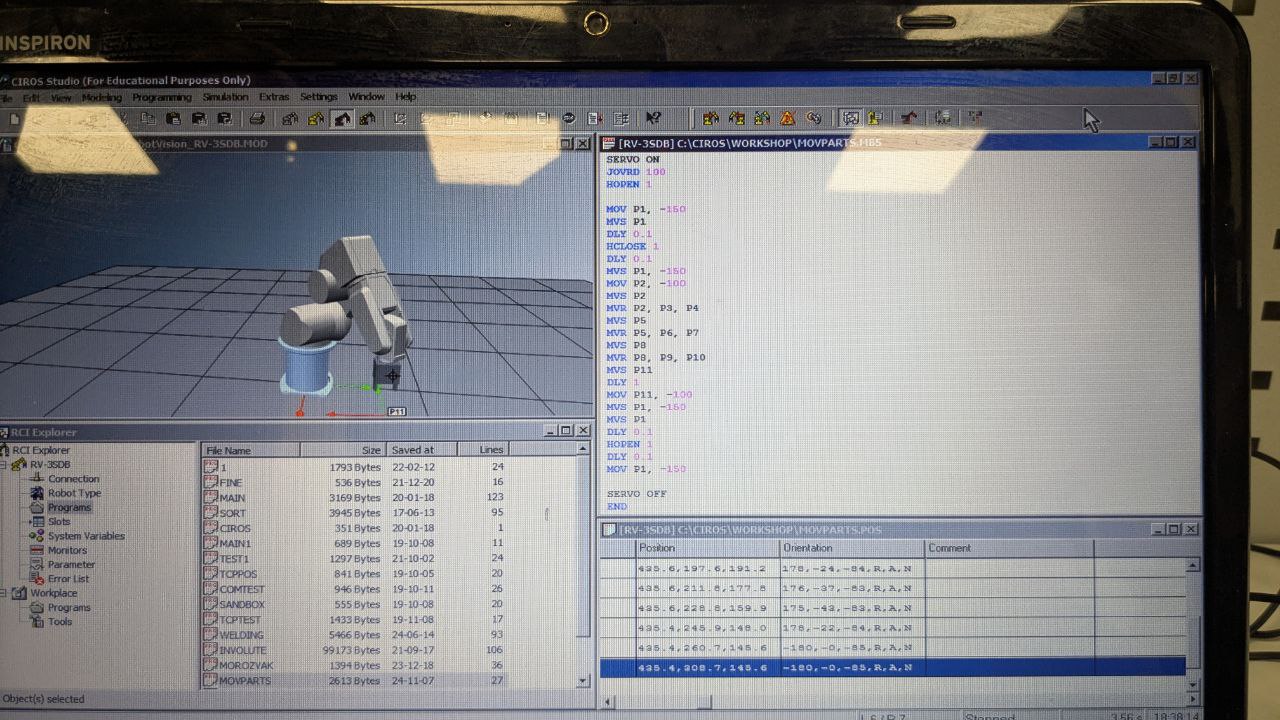 INSPIRON
CIROS Studio (For Educational Purposes Only)
Edit View Modeling Programming Simulation Extras Settings Window Help
botVision_RV-3SDB.MOD
P11
[RV-3SDB] C:\CIROS\WORKSHOP\MOVPARTS.MB5
SERVO ON
JOVRD 100
HOPEN 1
MOV P1, -150
MVS P1
DLY 0.1
HCLOSE 1
DLY 0.1
MVS P1, -150
MOV P2, -100
MVS P2
MVR P2, P3, P4
MVS P5
MVR P5, P6, P7
MVS P8
MVR P8, P9, P10
MVS P11
DLY 1
MOV P11, -100
MVS P1, -150
MVS P1
DLY 0.1
HOPEN 1
DLY 0.1
MOV P1, -150
SERVO OFF
END
RCI Explorer
RCI Explorer
RV-3SDB
Connection
Robot Type
Programs
Slots
System Variables
Monitors
Parameter
Error List
Workplace
Programs
Tools
File Name Size Saved at Lines
1 1793 Bytes 22-02-12 24
FINE 536 Bytes 21-12-20 16
MAIN 3169 Bytes 20-01-18 123
SORT 3945 Bytes 17-06-13 95
CIROS 351 Bytes 20-01-18 1
MAIN1 689 Bytes 19-10-08 11
TEST1 1297 Bytes 21-10-02 24
TCPPOS 841 Bytes 19-10-05 20
COMTEST 946 Bytes 19-10-11 26
SANDBOX 555 Bytes 19-10-08 20
TCPTEST 1433 Bytes 19-11-08 17
WELDING 5466 Bytes 24-06-14 93
INVOLUTE 99173 Bytes 21-09-17 106
MOROZVAK 1394 Bytes 23-12-18 36
MOVPARTS 2613 Bytes 24-11-07 27
Object(s) selected
[RV-3SDB] C:\CIROS\WORKSHOP\MOVPARTS.POS
Position Orientation Comment
435.6,197.6,191.2 178,-24,-84,R,A,N
435.6,211.8,177.8 176,-37,-83,R,A,N
435.6,228.8,159.9 175,-43,-83,R,A,N
435.4,245.9,148.0 178,-22,-84,R,A,N
435.4,260.7,145.6 -180,-0,-85,R,A,N
435.4,308.7,145.6 -180,-0,-85,R,A,N
Stopped 3.56 s 18:38:14